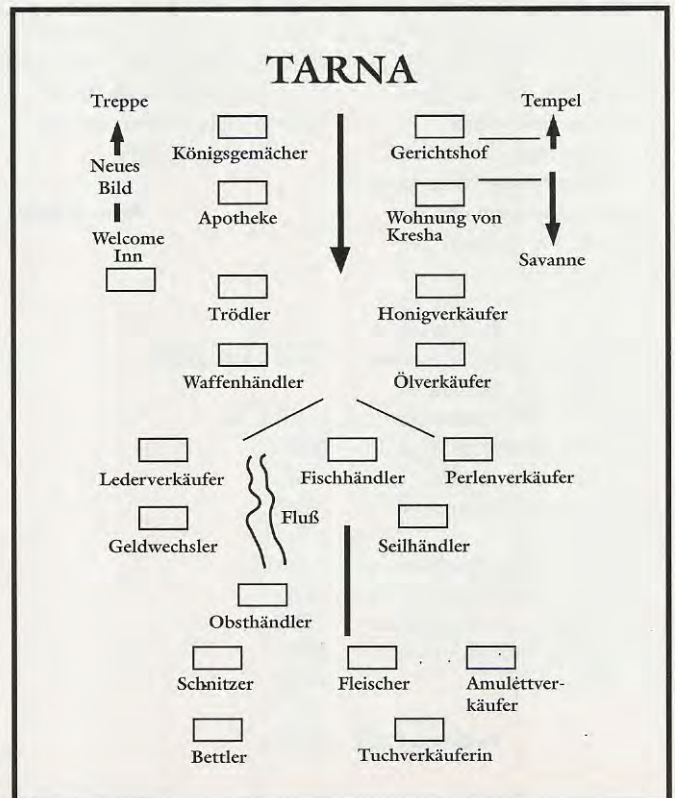 TARNA
Treppe
Tempel
Königsgemächer
Gerichtshof
Neues
Bild
Apotheke
Wohnung von
Kresha
Welcome
Inn
Savanne
Trödler
Honigverkäufer
Waffenhändler
Ölverkäufer
Lederverkäufer
Fischhändler
Perlenverkäufer
Geldwechsler
Fluß
Seilhändler
Obsthändler
Schnitzer
Fleischer
Amulettver-
käufer
Bettler
Tuchverkäuferin